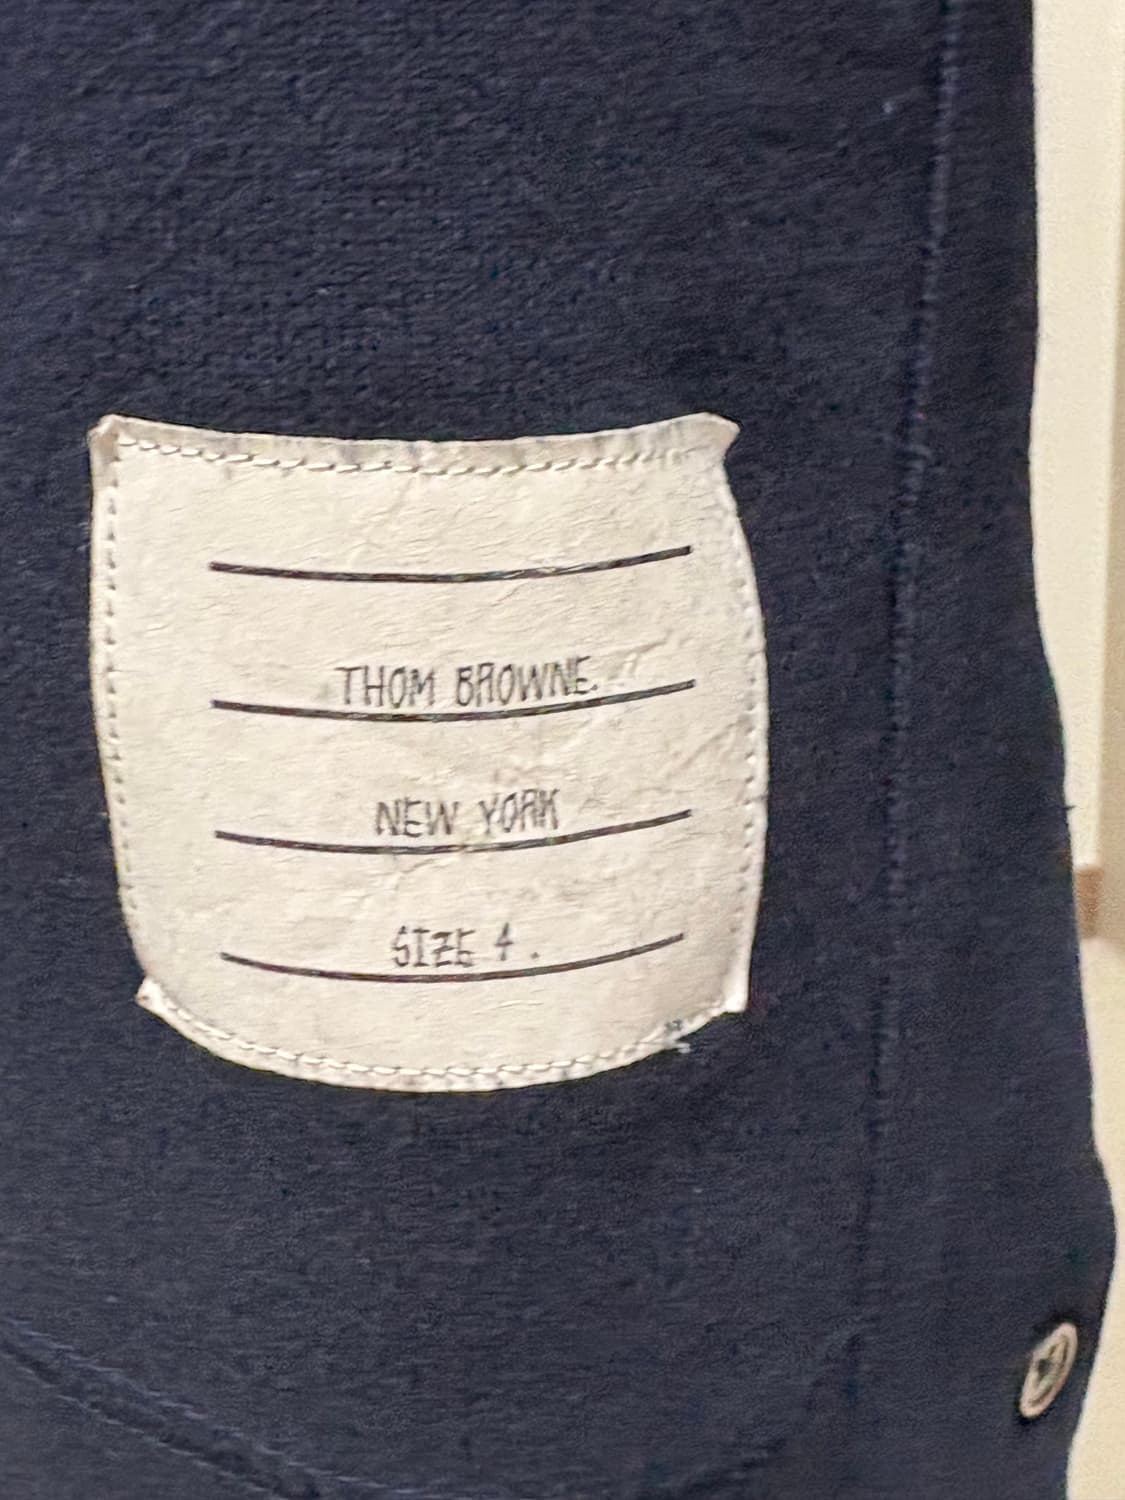 THOM BROWNE.
NEW YORK
SIZE 4 .